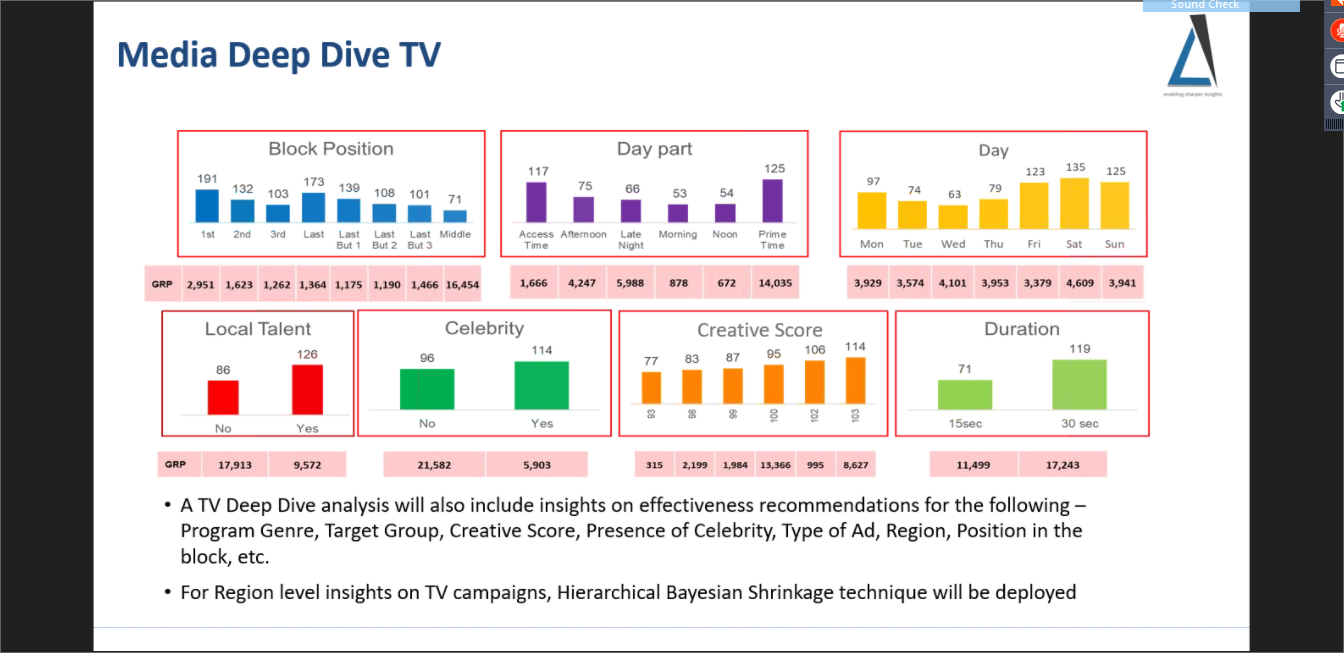 Sound Check
Media Deep Dive TV
enabling sharper insights
Block Position
191 132 103 173 139 108 101 71
1st 2nd 3rd Last Last But 1 Last But 2 Last But 3 Middle
Day part
117 75 66 53 54 125
Access Time Afternoon Late Night Morning Noon Prime Time
Day
97 74 63 79 123 135 125
Mon Tue Wed Thu Fri Sat Sun
GRP 2,951 1,623 1,262 1,364 1,175 1,190 1,466 16,454
1,666 4,247 5,988 878 672 14,035
3,929 3,574 4,101 3,953 3,379 4,609 3,941
Local Talent
86 126
No Yes
Celebrity
96 114
No Yes
Creative Score
77 83 87 95 106 114
93 98 99 100 102 103
Duration
71 119
15sec 30 sec
GRP 17,913 9,572
21,582 5,903
315 2,199 1,984 13,366 995 8,627
11,499 17,243
• A TV Deep Dive analysis will also include insights on effectiveness recommendations for the following –
Program Genre, Target Group, Creative Score, Presence of Celebrity, Type of Ad, Region, Position in the
block, etc.
• For Region level insights on TV campaigns, Hierarchical Bayesian Shrinkage technique will be deployed